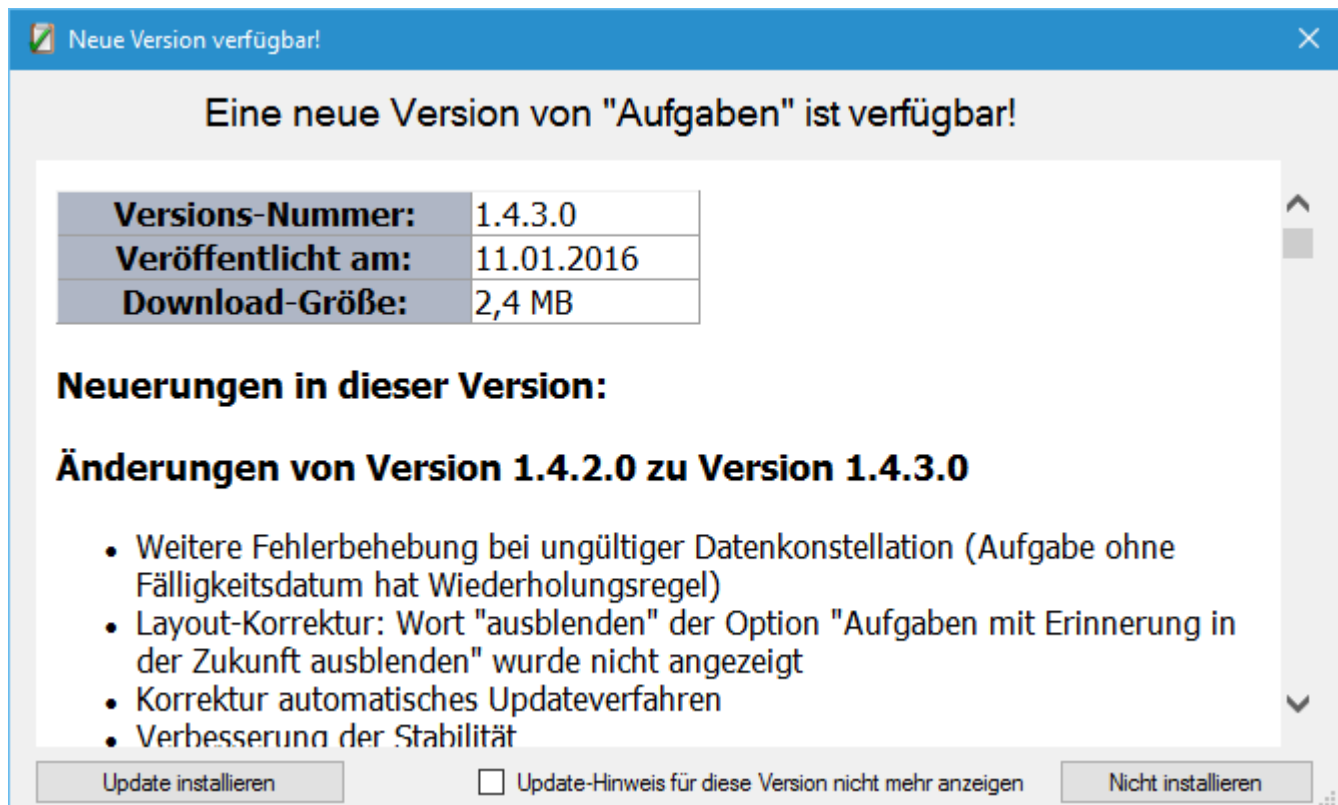 Neue Version verfügbar!
Eine neue Version von "Aufgaben" ist verfügbar!
Versions-Nummer: 1.4.3.0
Veröffentlicht am: 11.01.2016
Download-Größe: 2,4 MB
Neuerungen in dieser Version:
Änderungen von Version 1.4.2.0 zu Version 1.4.3.0
• Weitere Fehlerbehebung bei ungültiger Datenkonstellation (Aufgabe ohne
Fälligkeitsdatum hat Wiederholungsregel)
• Layout-Korrektur: Wort "ausblenden" der Option "Aufgaben mit Erinnerung in
der Zukunft ausblenden" wurde nicht angezeigt
• Korrektur automatisches Updateverfahren
• Verbesserung der Stabilität
Update installieren Update-Hinweis für diese Version nicht mehr anzeigen Nicht installieren